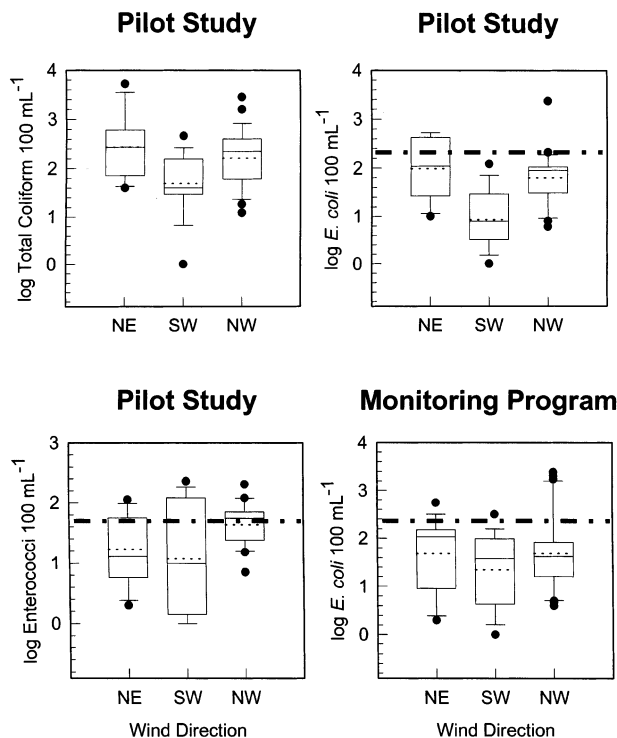 Pilot Study
log Total Coliform 100 mL⁻¹
4
3
2
1
0
NE SW NW
Pilot Study
log E. coli 100 mL⁻¹
4
3
2
1
0
NE SW NW
Pilot Study
log Enterococci 100 mL⁻¹
3
2
1
0
NE SW NW
Wind Direction
Monitoring Program
log E. coli 100 mL⁻¹
4
3
2
1
0
NE SW NW
Wind Direction